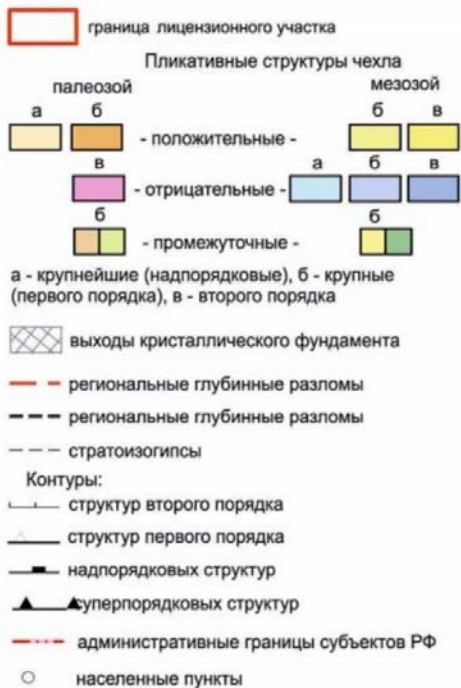 граница лицензионного участка
Пликативные структуры чехла
палеозой мезозой
а б б в
- положительные -
в а б в
- отрицательные -
б б
- промежуточные -
а - крупнейшие (надпорядковые), б - крупные
(первого порядка), в - второго порядка
выходы кристаллического фундамента
региональные глубинные разломы
региональные глубинные разломы
стратоизогипсы
Контуры:
структур второго порядка
структур первого порядка
надпорядковых структур
суперпорядковых структур
административные границы субъектов РФ
населенные пункты